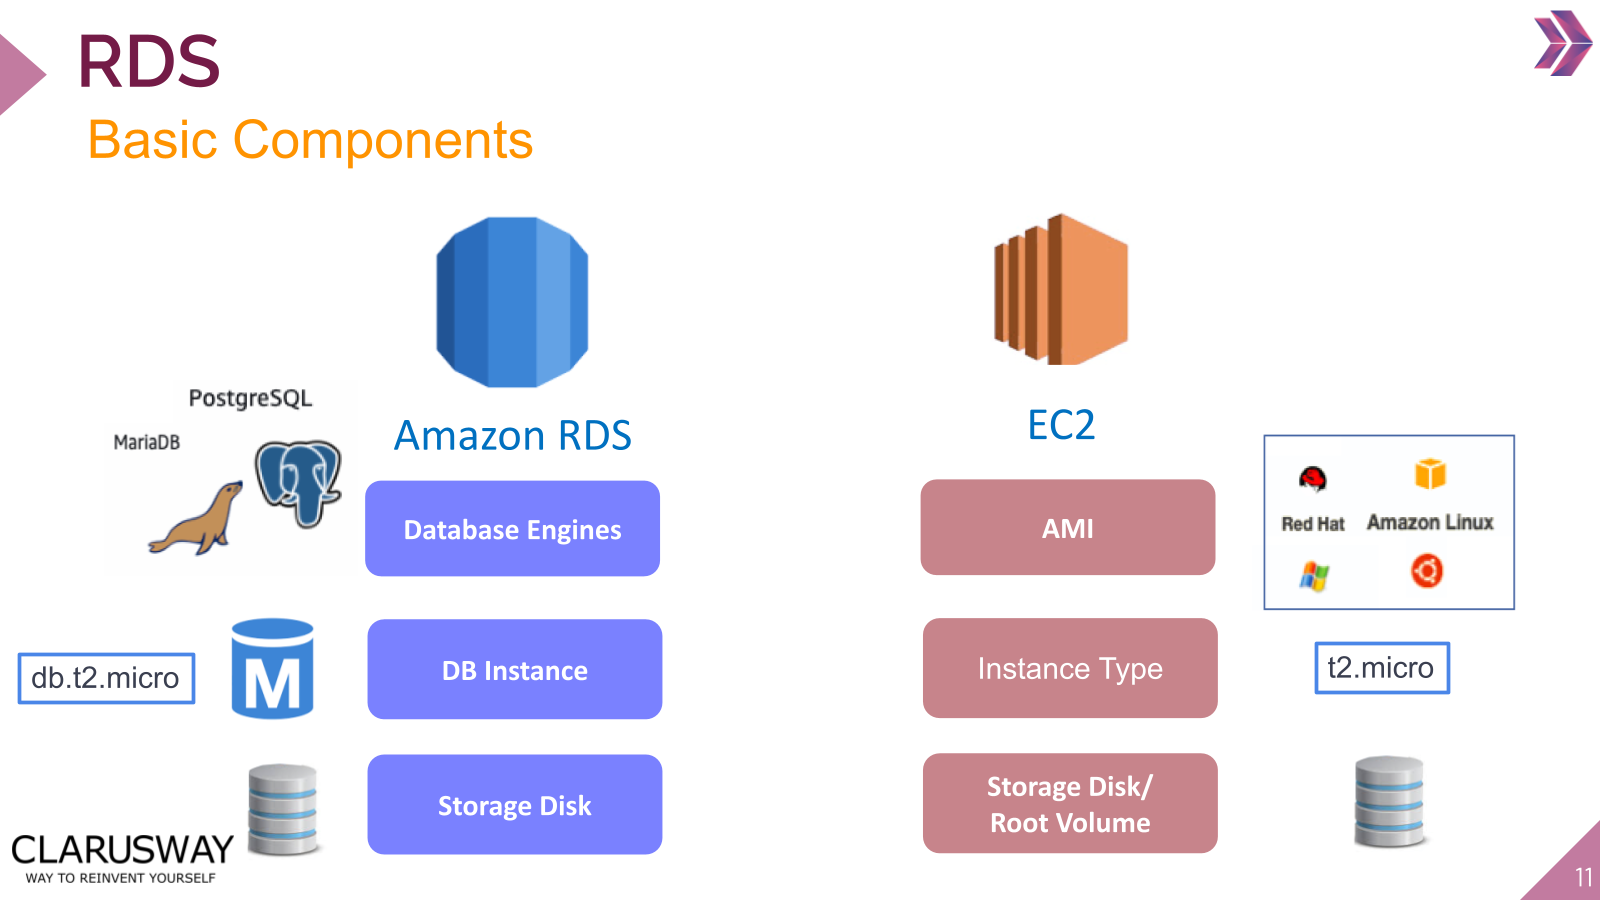 RDS
Basic Components
PostgreSQL
MariaDB
Amazon RDS
Database Engines
db.t2.micro
M
DB Instance
Storage Disk
EC2
AMI
Red Hat
Amazon Linux
Instance Type
t2.micro
Storage Disk/
Root Volume
CLARUSWAY
WAY TO REINVENT YOURSELF
11